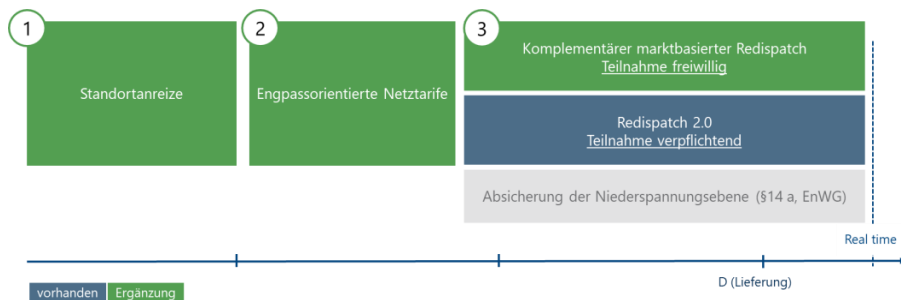 1
Standortanreize
2
Engpassorientierte Netztarife
3
Komplementärer marktbasierter Redispatch
Teilnahme freiwillig
Redispatch 2.0
Teilnahme verpflichtend
Absicherung der Niederspannungsebene (§14 a, EnWG)
Real time
D (Lieferung)
vorhanden
Ergänzung